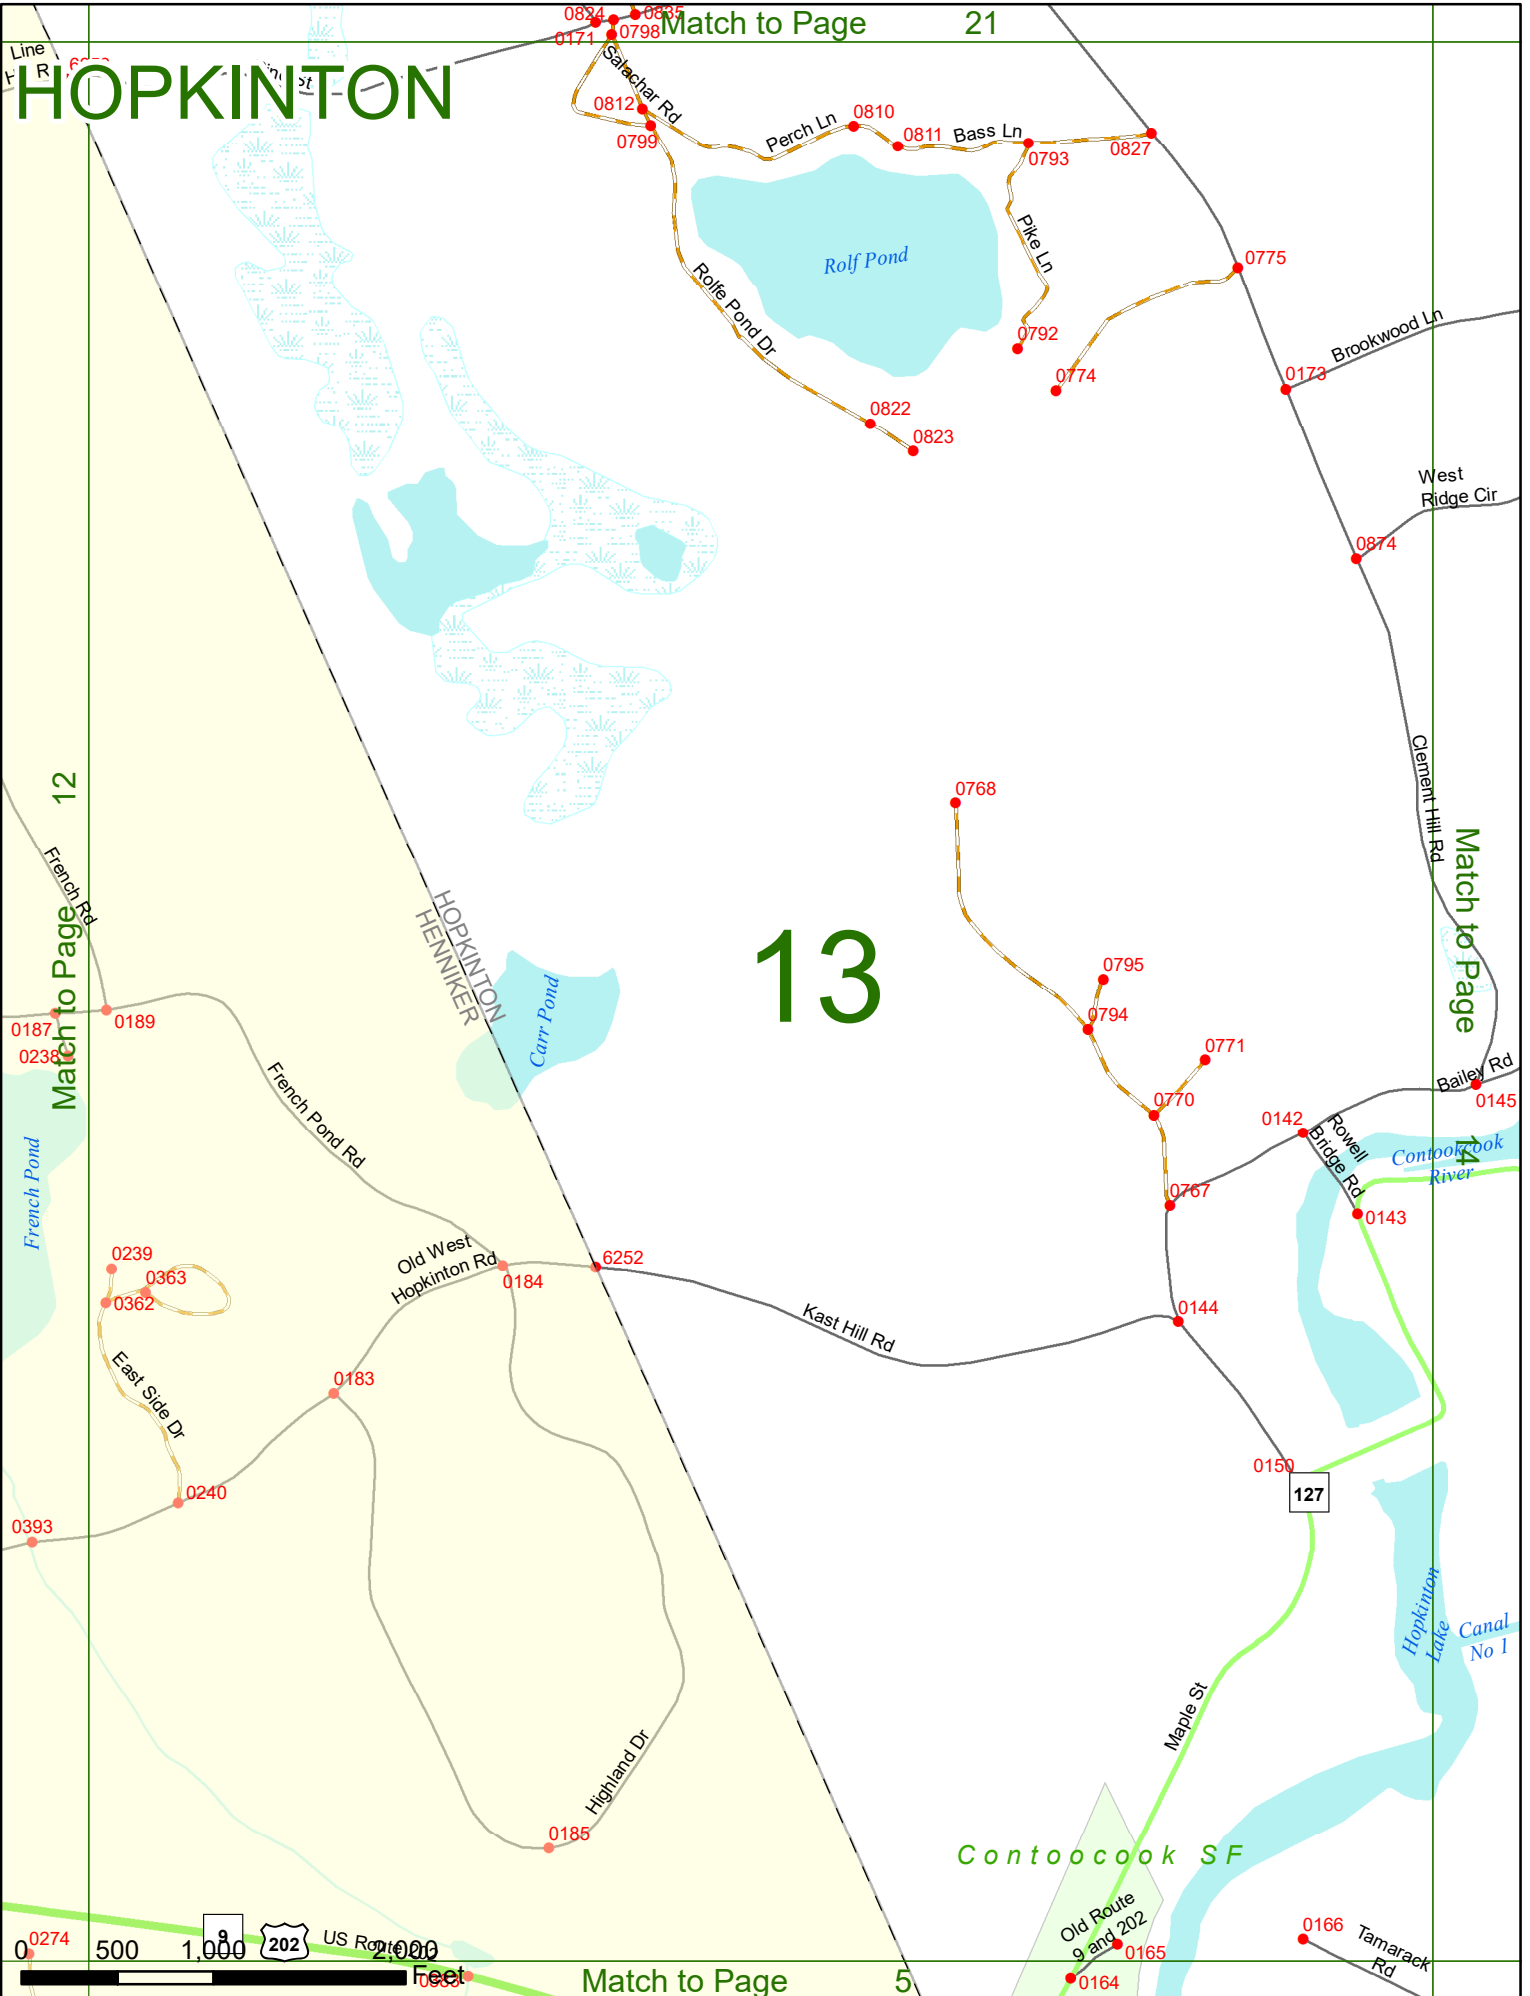 0824
0835
Match to Page 21
0171
0798
Line
HOPKINTON
Salachar Rd
0812
0799
Perch Ln
0810
0811
Bass Ln
0793
0827
Pike Ln
Rolf Pond
Rolfe Pond Dr
0775
0792
0774
Brookwood Ln
0173
0822
0823
West
Ridge Cir
0874
Clement Hill Rd
Match to Page 12
0768
French Rd
HOPKINTON
HENNIKER
13
Match to Page 14
0795
0794
0187
0189
0238
Carr Pond
0771
0770
Bailey Rd
0145
0142
Rowell
Bridge Rd
Contookcook
River
French Pond Rd
French Pond
0767
0143
0239
0363
0362
Old West
Hopkinton Rd
0184
6252
0144
Kast Hill Rd
East Side Dr
0183
0150
127
0240
0393
Hopkinton
Lake
Canal
No 1
Maple St
Highland Dr
0185
Contoocook SF
Old Route
9 and 202
0165
0164
0166
Tamarack
Rd
0274
9
202
US Route 202
0 500 1,000 2,000
Feet
0383
Match to Page 5